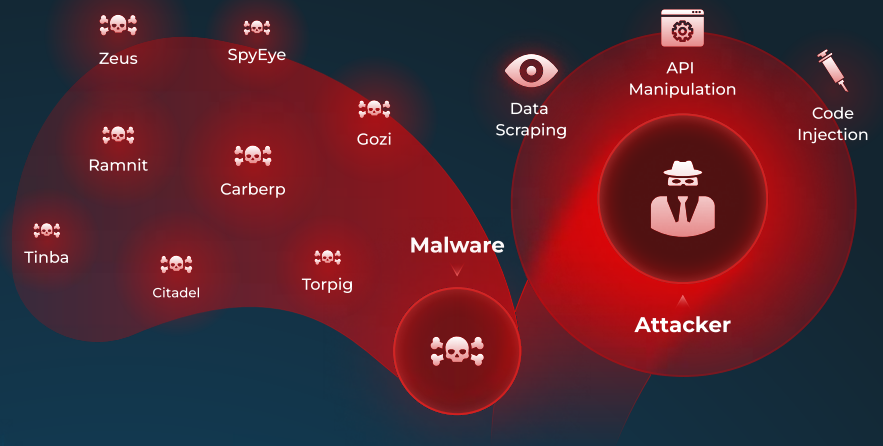 Zeus
SpyEye
Gozi
Ramnit
Carberp
Tinba
Citadel
Torpig
Malware
Data
Scraping
API
Manipulation
Code
Injection
Attacker